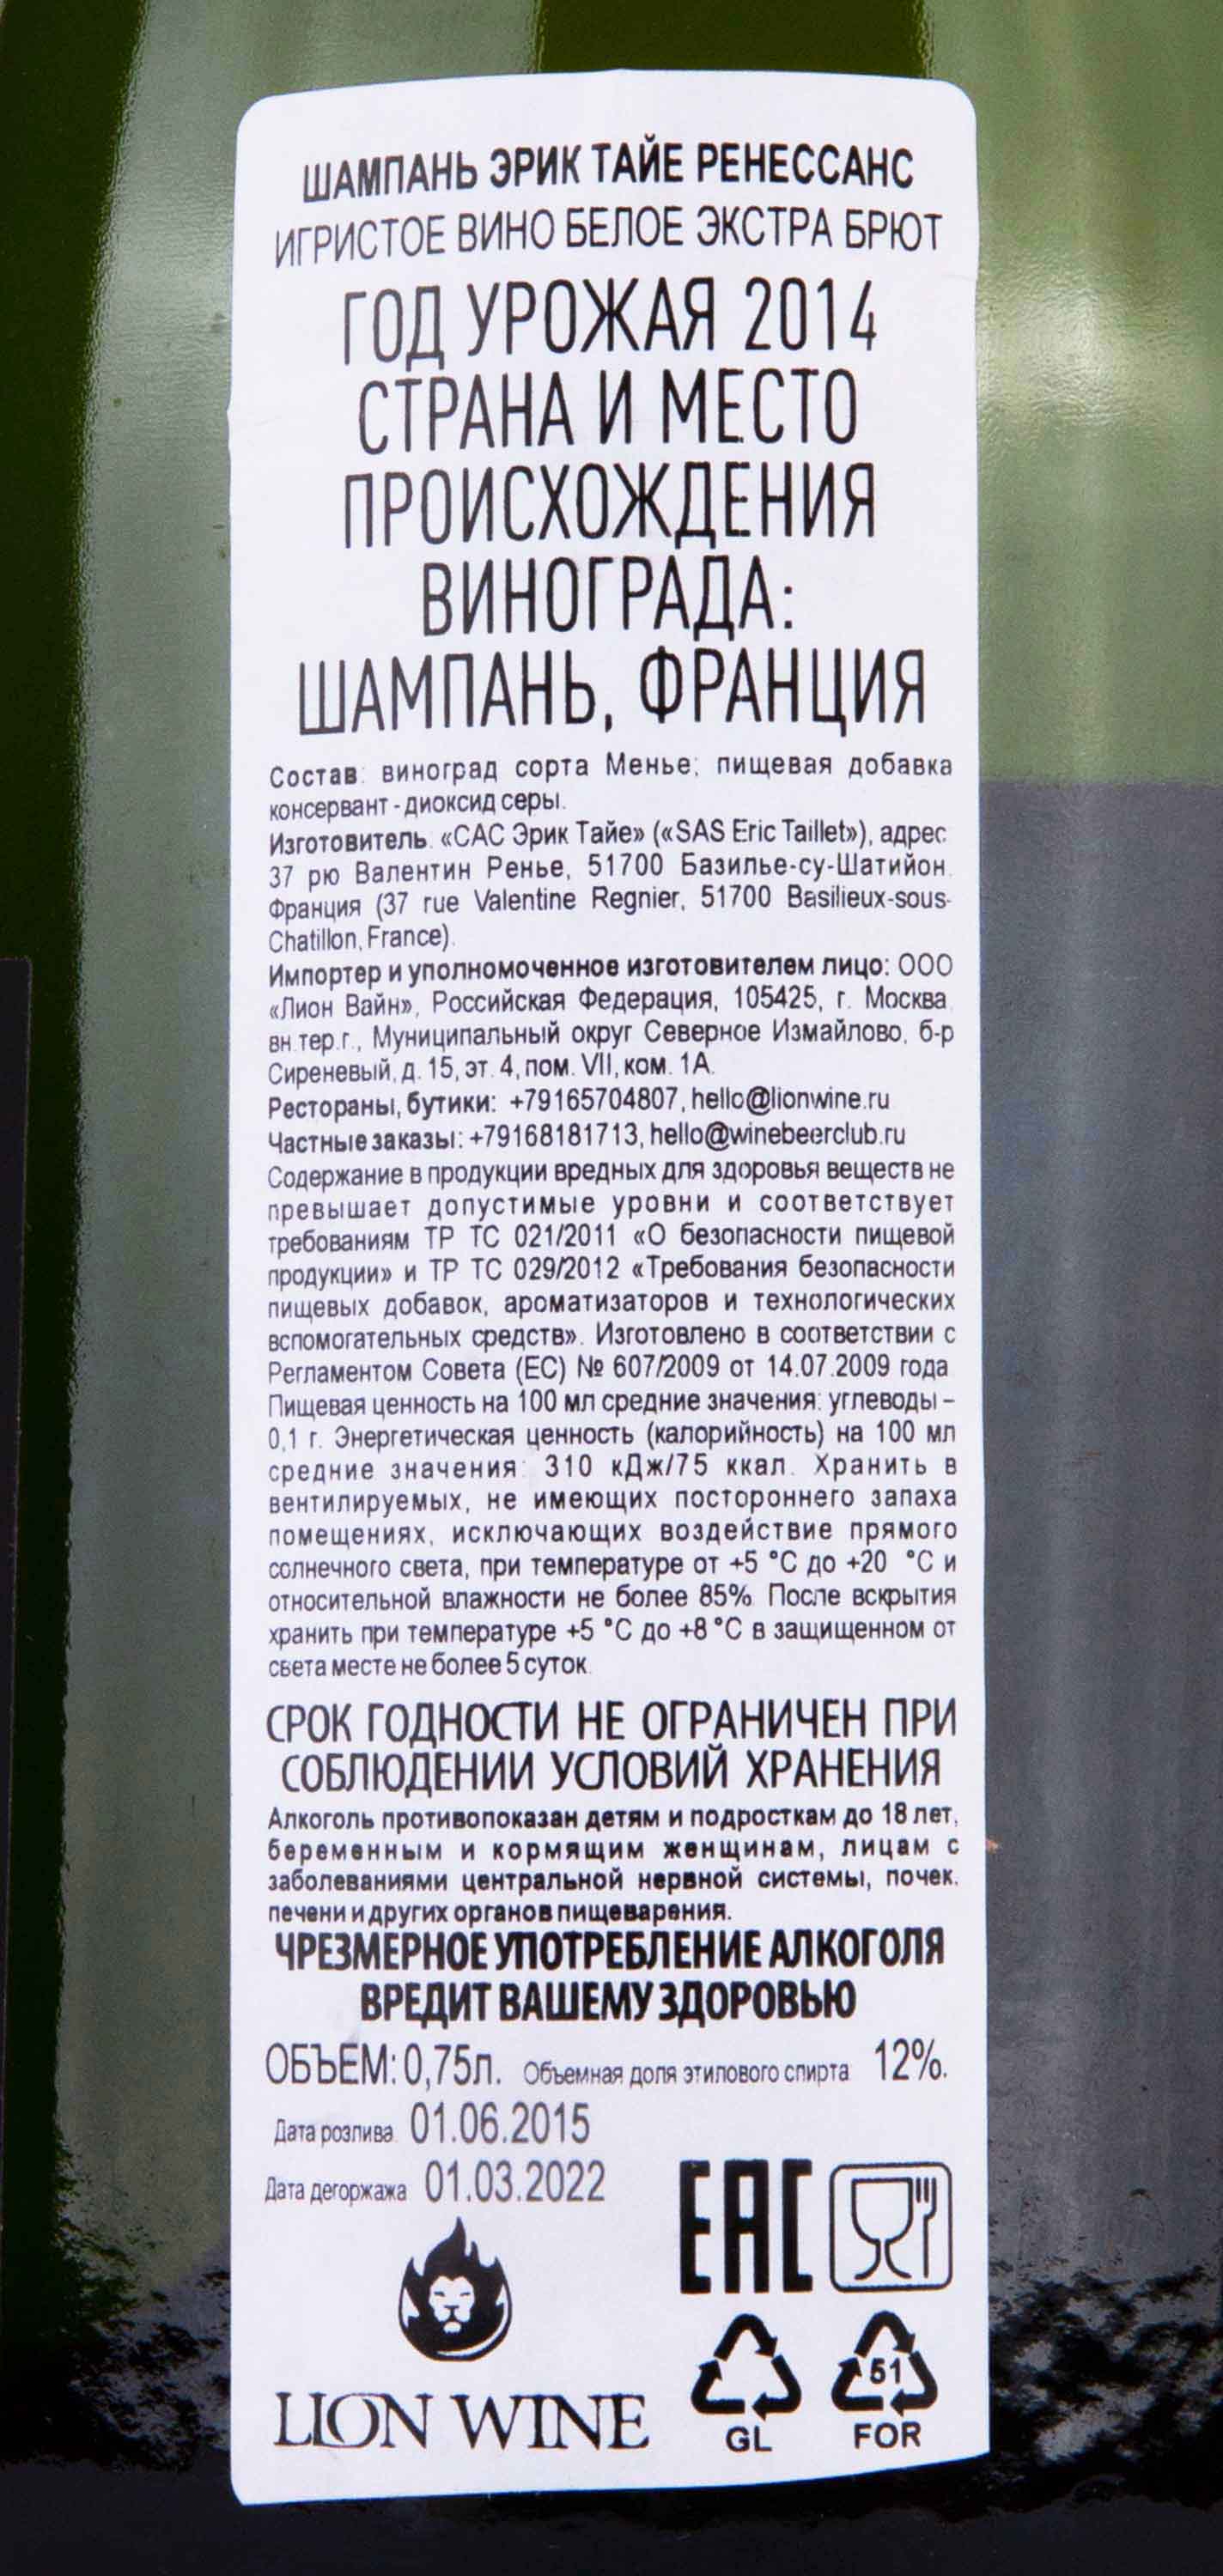 ШАМПАНЬ ЭРИК ТАЙЕ РЕНЕССАНС
ИГРИСТОЕ ВИНО БЕЛОЕ ЭКСТРА БРЮТ
ГОД УРОЖАЯ 2014
СТРАНА И МЕСТО
ПРОИСХОЖДЕНИЯ
ВИНОГРАДА:
ШАМПАНЬ, ФРАНЦИЯ
Состав: виноград сорта Менье; пищевая добавка
консервант - диоксид серы.
Изготовитель: «САС Эрик Тайе» («SAS Eric Taillet»), адрес:
37 рю Валентин Ренье, 51700 Базилье-су-Шатийон,
Франция (37 rue Valentine Regnier, 51700 Basilieux-sous-
Chatillon, France).
Импортер и уполномоченное изготовителем лицо: ООО
«Лион Вайн», Российская Федерация, 105425, г. Москва,
вн.тер.г., Муниципальный округ Северное Измайлово, б-р
Сиреневый, д. 15, эт. 4, пом. VII, ком. 1А.
Рестораны, бутики: +79165704807, hello@lionwine.ru
Частные заказы: +79168181713, hello@winebeerclub.ru
Содержание в продукции вредных для здоровья веществ не
превышает допустимые уровни и соответствует
требованиям ТР ТС 021/2011 «О безопасности пищевой
продукции» и ТР ТС 029/2012 «Требования безопасности
пищевых добавок, ароматизаторов и технологических
вспомогательных средств». Изготовлено в соответствии с
Регламентом Совета (ЕС) № 607/2009 от 14.07.2009 года.
Пищевая ценность на 100 мл средние значения: углеводы –
0,1 г. Энергетическая ценность (калорийность) на 100 мл
средние значения: 310 кДж/75 ккал. Хранить в
вентилируемых, не имеющих постороннего запаха
помещениях, исключающих воздействие прямого
солнечного света, при температуре от +5 °C до +20 °C и
относительной влажности не более 85%. После вскрытия
хранить при температуре +5 °C до +8 °C в защищенном от
света месте не более 5 суток.
СРОК ГОДНОСТИ НЕ ОГРАНИЧЕН ПРИ
СОБЛЮДЕНИИ УСЛОВИЙ ХРАНЕНИЯ
Алкоголь противопоказан детям и подросткам до 18 лет,
беременным и кормящим женщинам, лицам с
заболеваниями центральной нервной системы, почек,
печени и других органов пищеварения.
ЧРЕЗМЕРНОЕ УПОТРЕБЛЕНИЕ АЛКОГОЛЯ
ВРЕДИТ ВАШЕМУ ЗДОРОВЬЮ
ОБЪЕМ: 0,75л. Объемная доля этилового спирта 12%.
Дата розлива 01.06.2015
Дата дегоржажа 01.03.2022
EAC
51
LION WINE
GL FOR